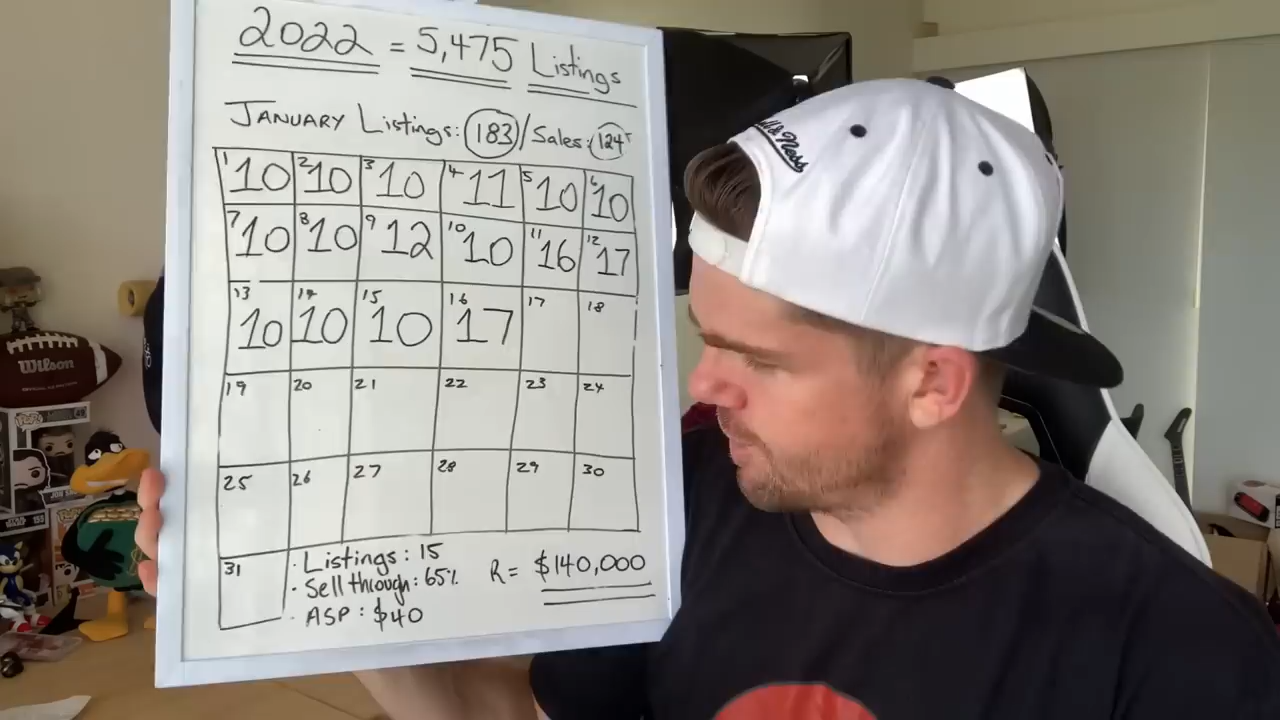 2022 = 5,475 Listings
JANUARY Listings: 183 / Sales: 124
1 10 2 10 3 10 4 11 5 10 6 10
7 10 8 10 9 12 10 10 11 16 12 17
13 10 14 10 15 10 16 17 17 18
19 20 21 22 23 24
25 26 27 28 29 30
31
· Listings: 15
· Sell through: 65%
· ASP: $40
R = $140,000
Wilson
& Ness